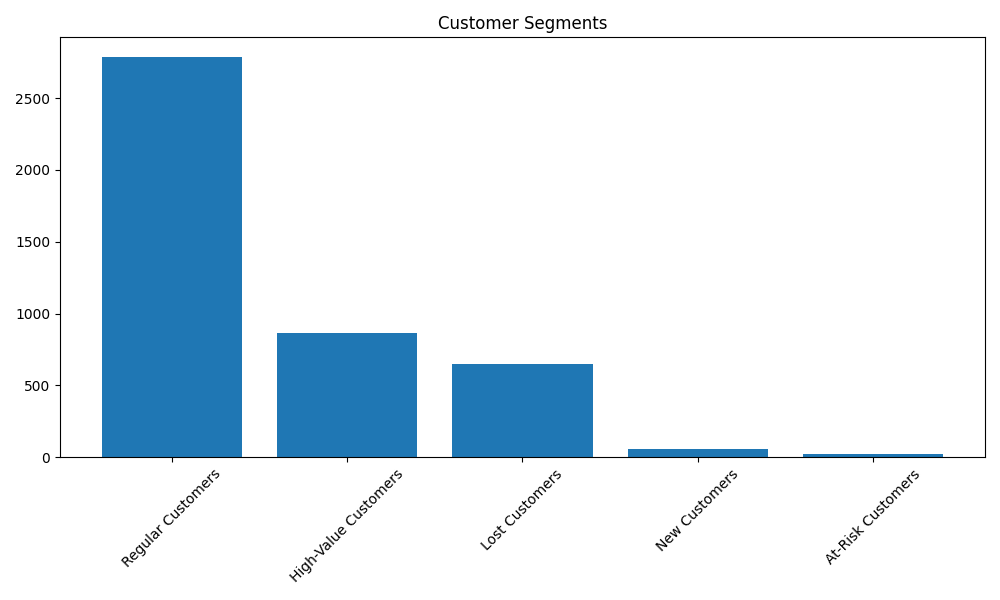 Customer Segments
2500
2000
1500
1000
500
0
Regular Customers
High-Value Customers
Lost Customers
New Customers
At-Risk Customers